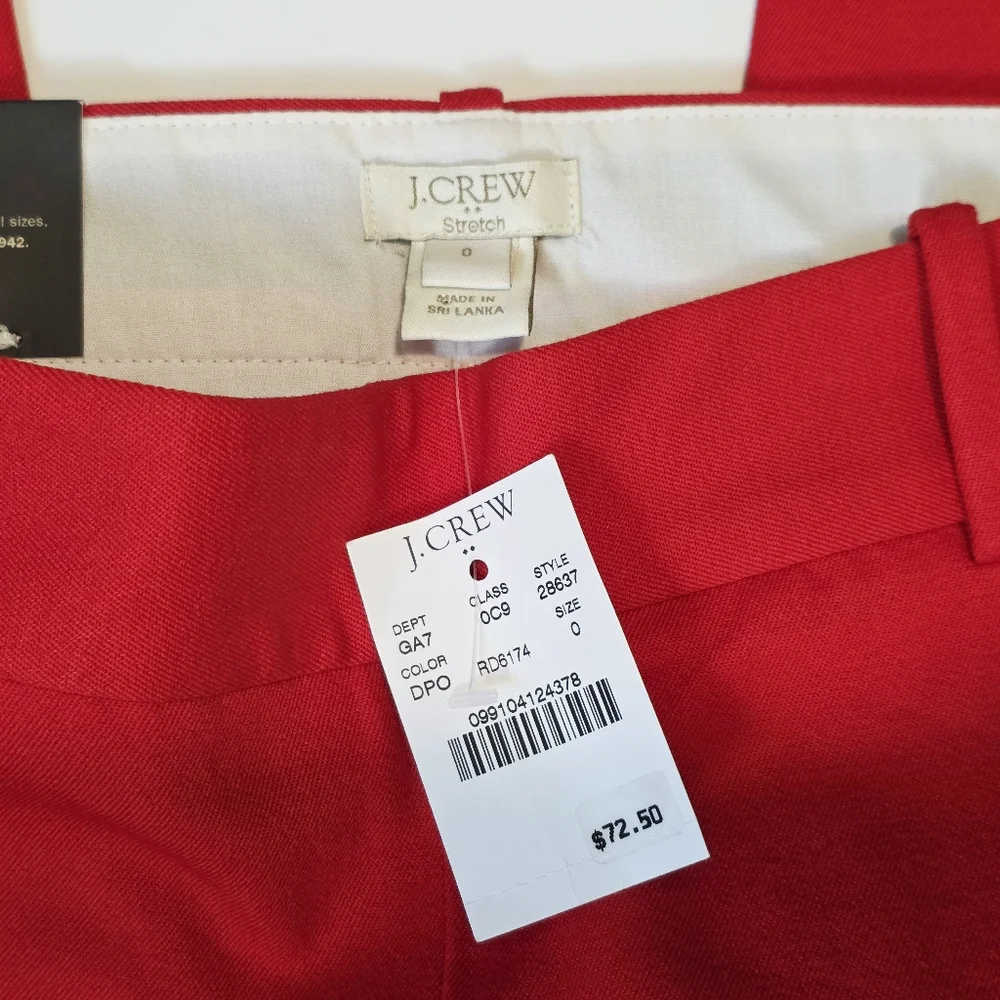 l sizes,
942.
J.CREW
Stretch
0
MADE IN
SRI LANKA
J.CREW
DEPT CLASS STYLE
GA7 0C9 28637
COLOR SIZE
DPO RD6174 0
099104124378
$72.50